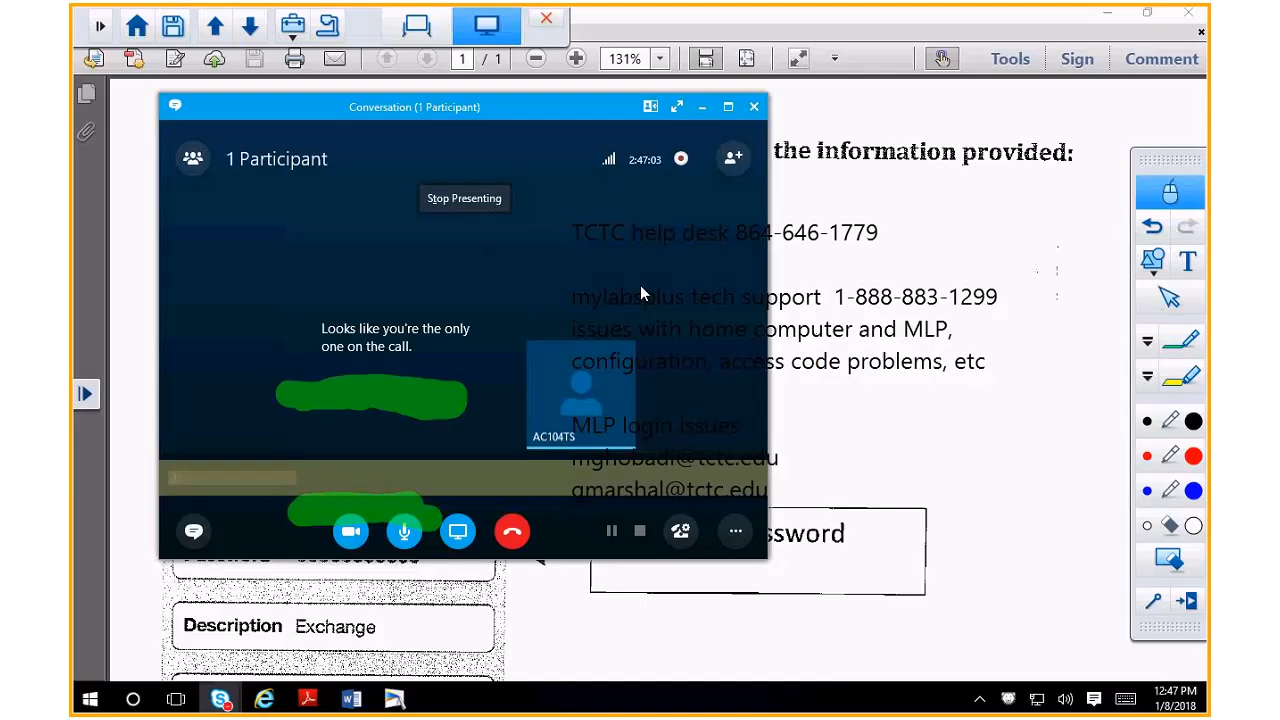 1 / 1
131%
Tools
Sign
Comment
Conversation (1 Participant)
1 Participant
2:47:03
the information provided:
Stop Presenting
TCTC help desk 864-646-1779
mylabsplus tech support 1-888-883-1299
issues with home computer and MLP,
configuration, access code problems, etc
Looks like you're the only
one on the call.
AC104TS
MLP login issues
mghobadi@tctc.edu
gmarshal@tctc.edu
ssword
Description Exchange
T
12:47 PM
1/8/2018